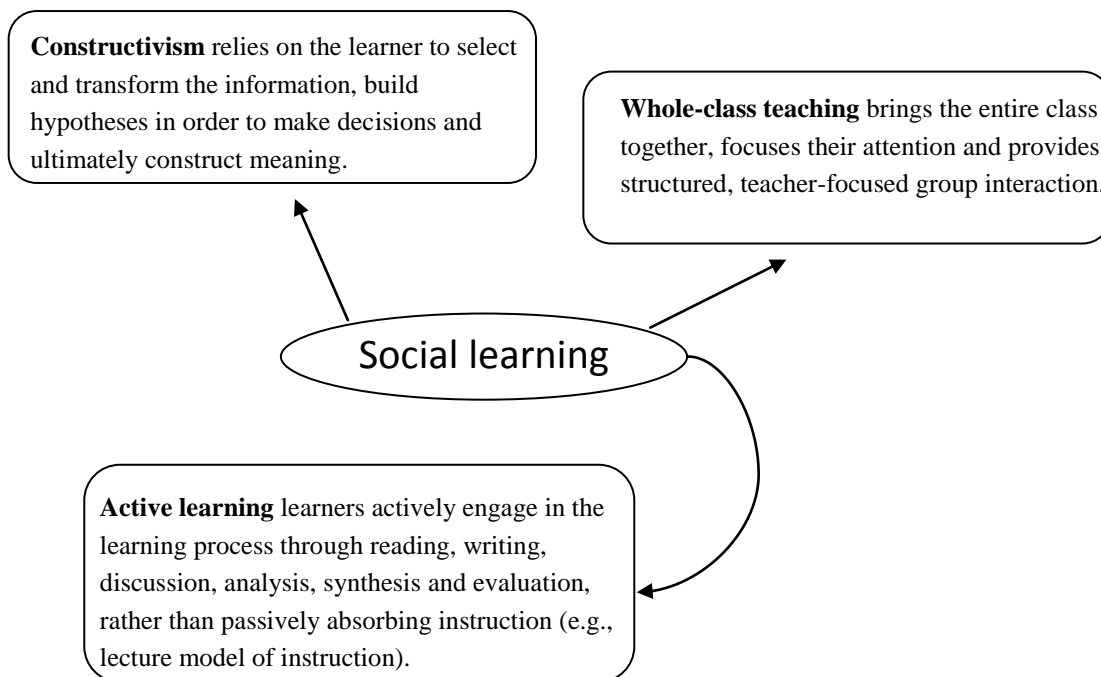 Constructivism relies on the learner to select
and transform the information, build
hypotheses in order to make decisions and
ultimately construct meaning.
Whole-class teaching brings the entire class
together, focuses their attention and provides
structured, teacher-focused group interaction.
Social learning
Active learning learners actively engage in the
learning process through reading, writing,
discussion, analysis, synthesis and evaluation,
rather than passively absorbing instruction (e.g.,
lecture model of instruction).